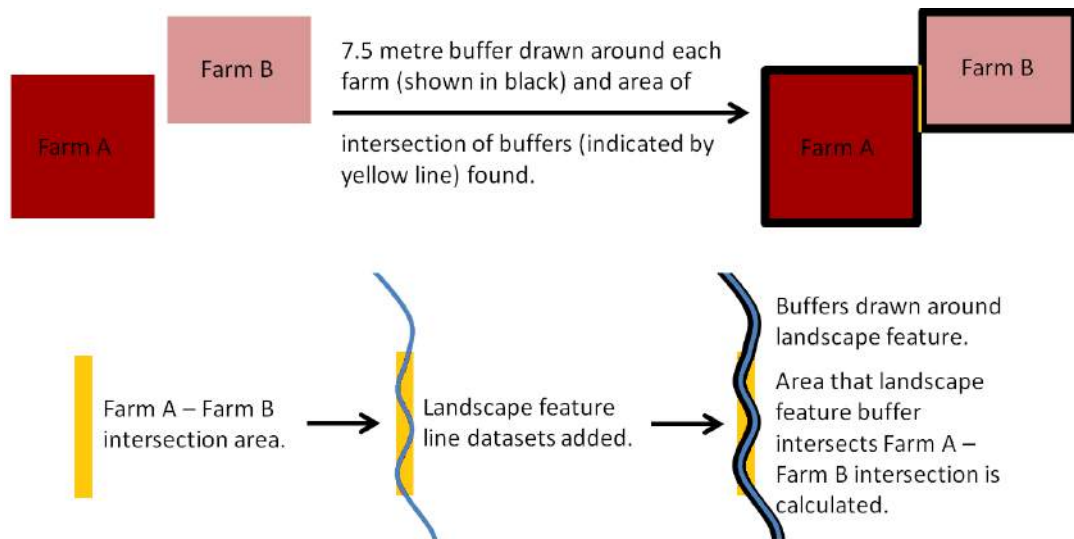 Farm A
Farm B
7.5 metre buffer drawn around each
farm (shown in black) and area of
intersection of buffers (indicated by
yellow line) found.
Farm A
Farm B
Farm A – Farm B
intersection area.
Landscape feature
line datasets added.
Buffers drawn around
landscape feature.
Area that landscape
feature buffer
intersects Farm A –
Farm B intersection is
calculated.